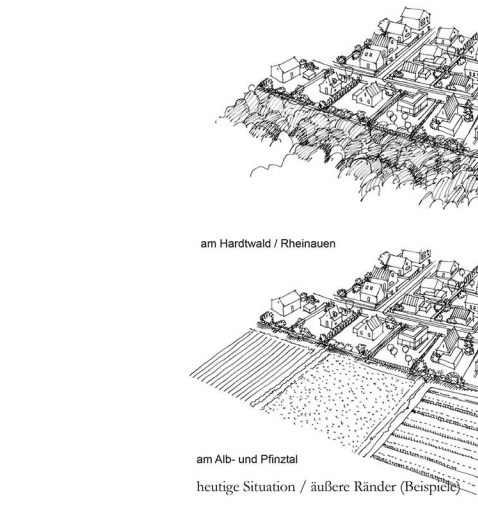 am Hardtwald / Rheinauen
am Alb- und Pfinztal
heutige Situation / äußere Ränder (Beispiele)